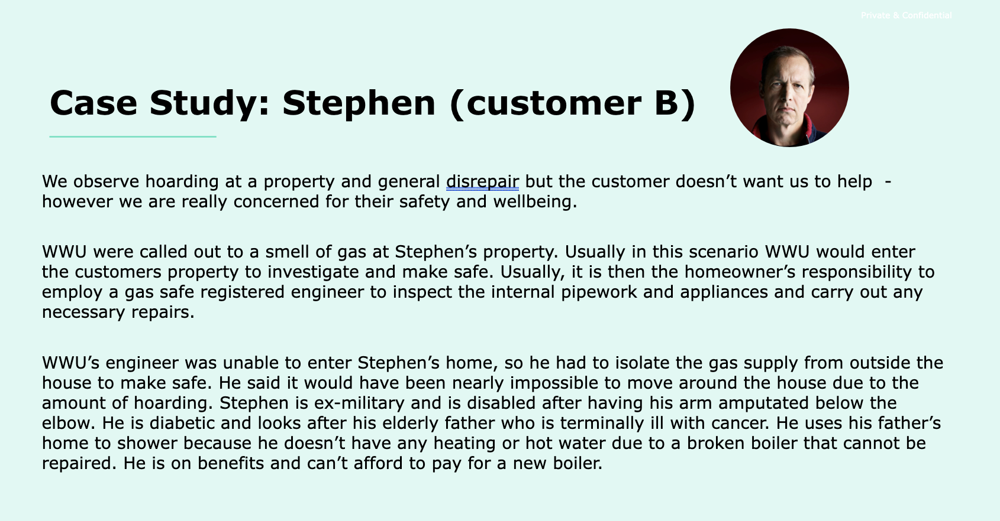 Private & Confidential
Case Study: Stephen (customer B)
We observe hoarding at a property and general disrepair but the customer doesn’t want us to help  -
however we are really concerned for their safety and wellbeing.
WWU were called out to a smell of gas at Stephen’s property. Usually in this scenario WWU would enter
the customers property to investigate and make safe. Usually, it is then the homeowner’s responsibility to
employ a gas safe registered engineer to inspect the internal pipework and appliances and carry out any
necessary repairs.
WWU’s engineer was unable to enter Stephen’s home, so he had to isolate the gas supply from outside the
house to make safe. He said it would have been nearly impossible to move around the house due to the
amount of hoarding. Stephen is ex-military and is disabled after having his arm amputated below the
elbow. He is diabetic and looks after his elderly father who is terminally ill with cancer. He uses his father’s
home to shower because he doesn’t have any heating or hot water due to a broken boiler that cannot be
repaired. He is on benefits and can’t afford to pay for a new boiler.